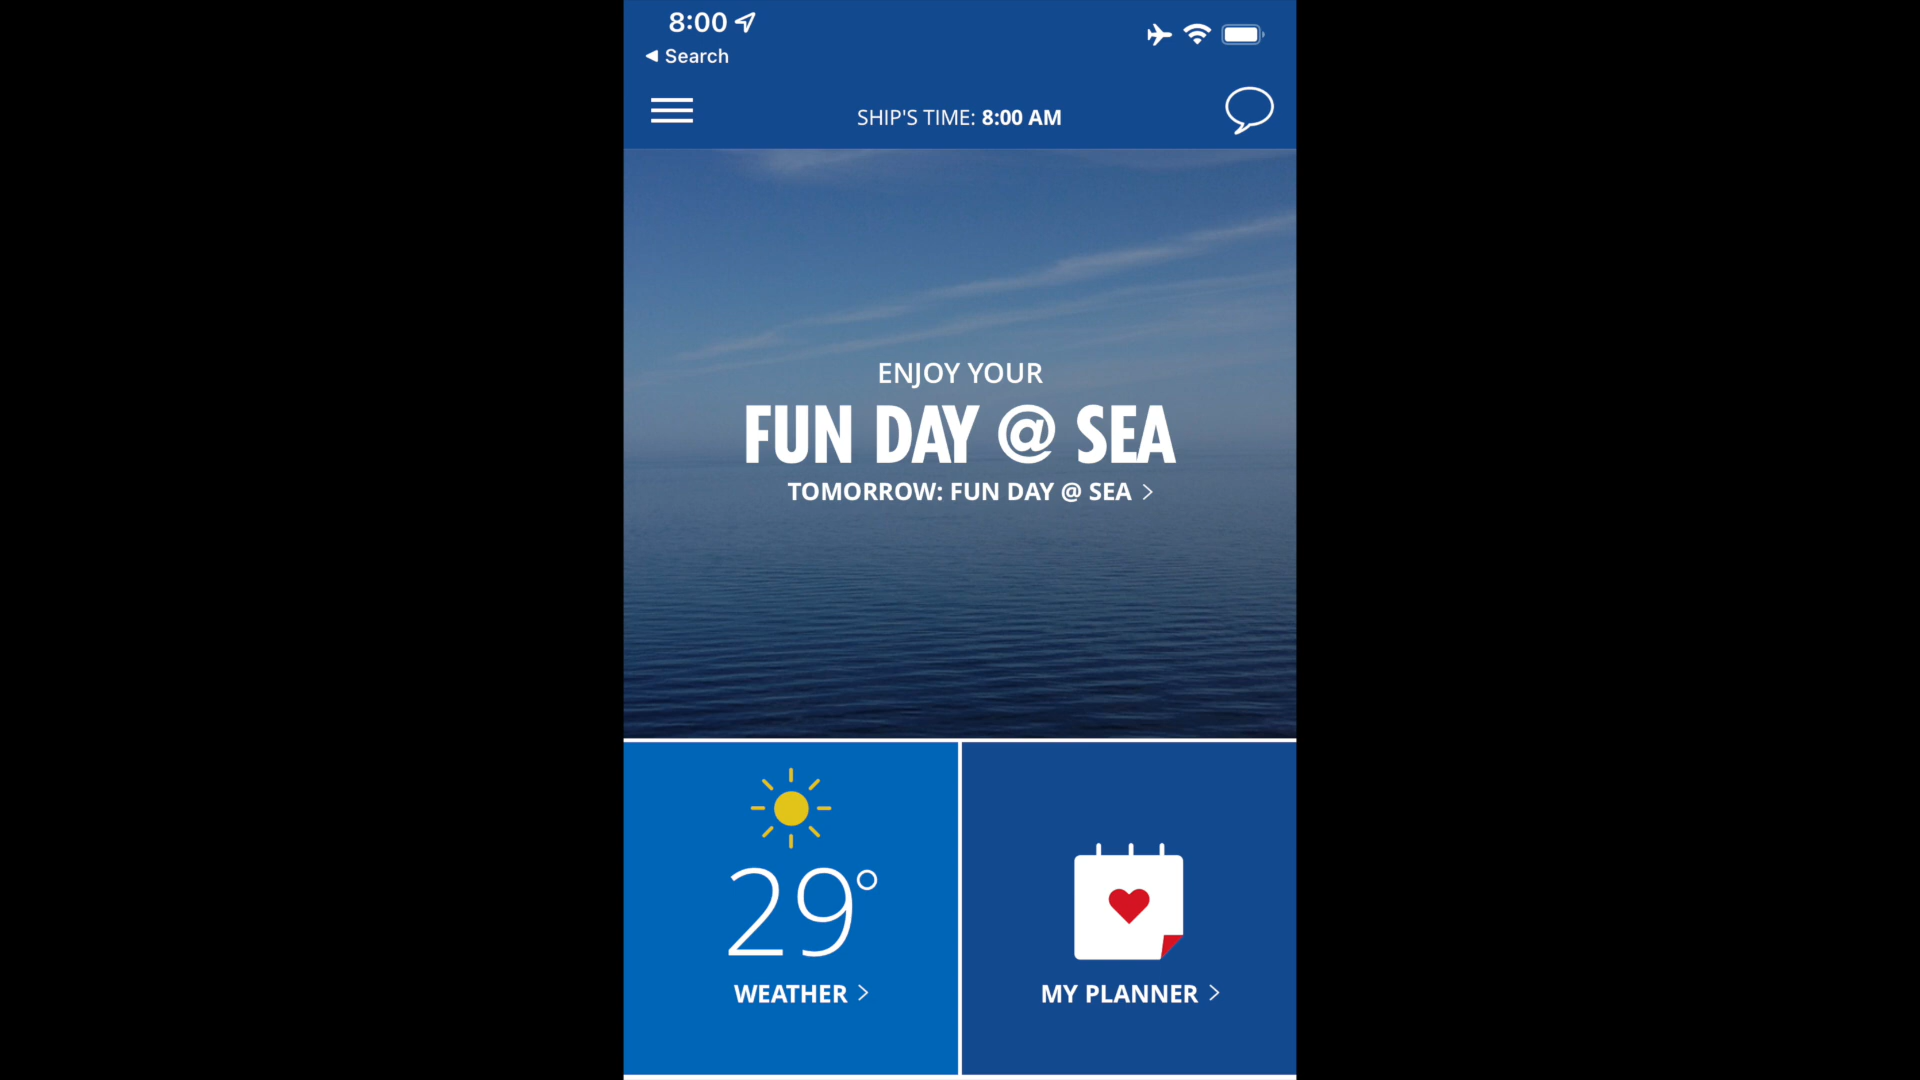 8:00
Search
SHIP'S TIME: 8:00 AM
ENJOY YOUR
FUN DAY @ SEA
TOMORROW: FUN DAY @ SEA >
29°
WEATHER >
MY PLANNER >